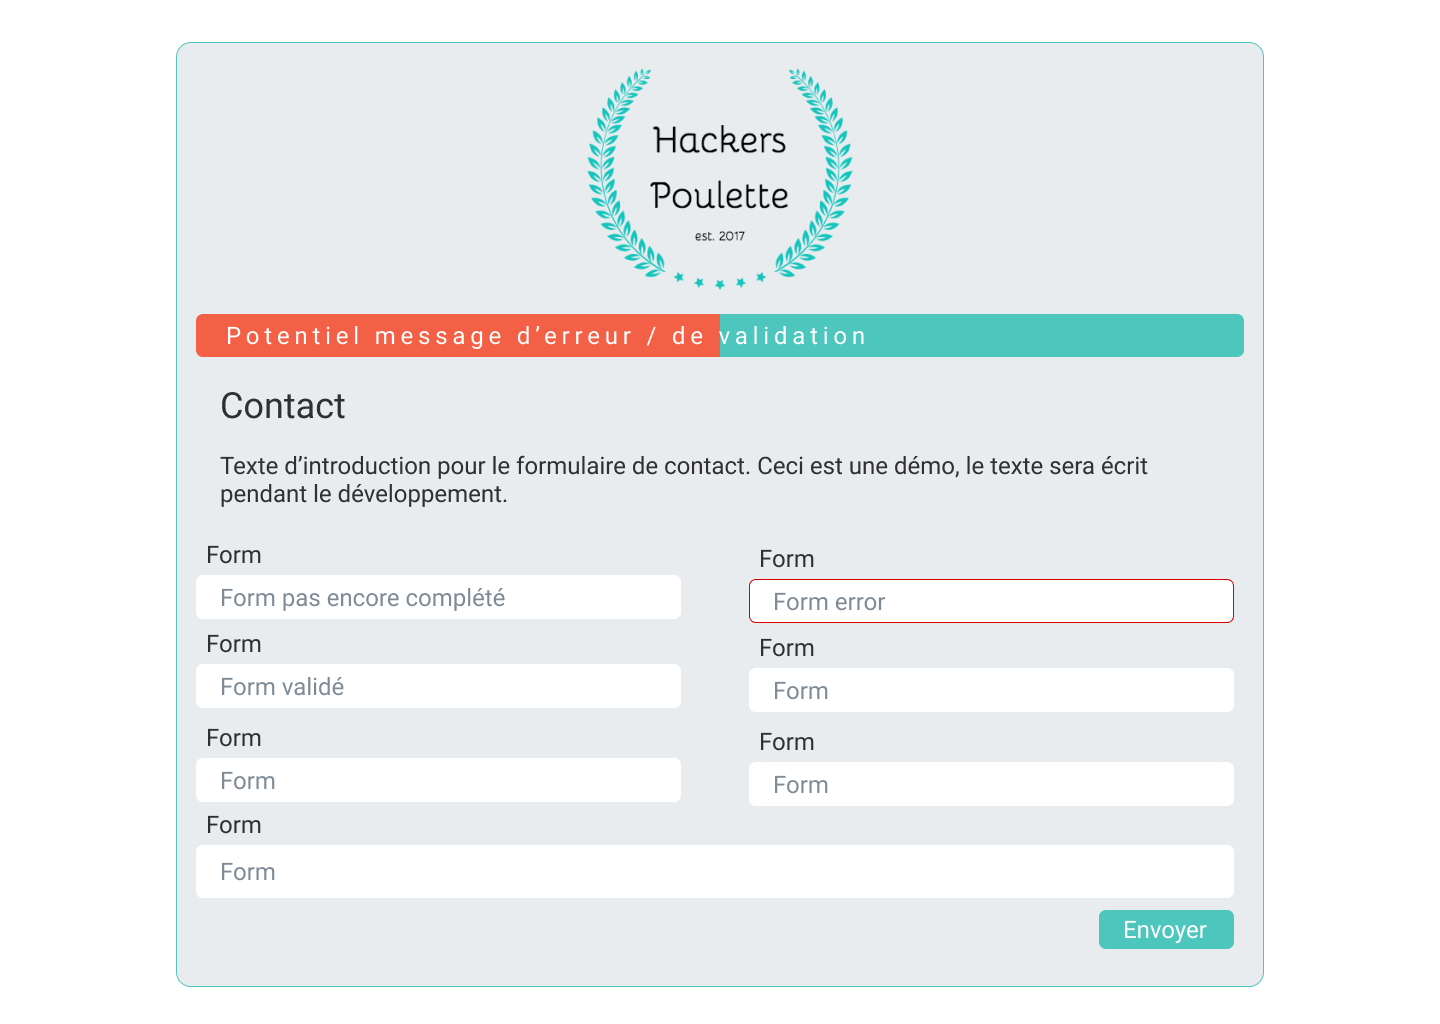 Hackers
Poulette
est. 2017
Potentiel message d’erreur / de validation
Contact
Texte d’introduction pour le formulaire de contact. Ceci est une démo, le texte sera écrit
pendant le développement.
Form
Form
Form pas encore complété
Form error
Form
Form
Form validé
Form
Form
Form
Form
Form
Form
Form
Envoyer